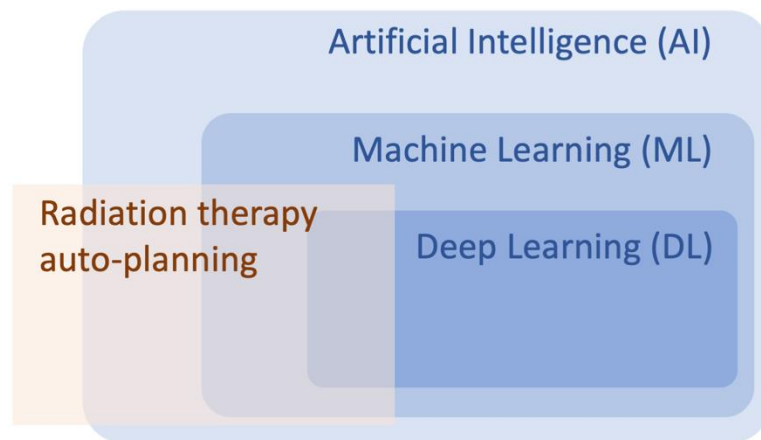 Artificial Intelligence (AI)
Machine Learning (ML)
Radiation therapy
auto-planning
Deep Learning (DL)